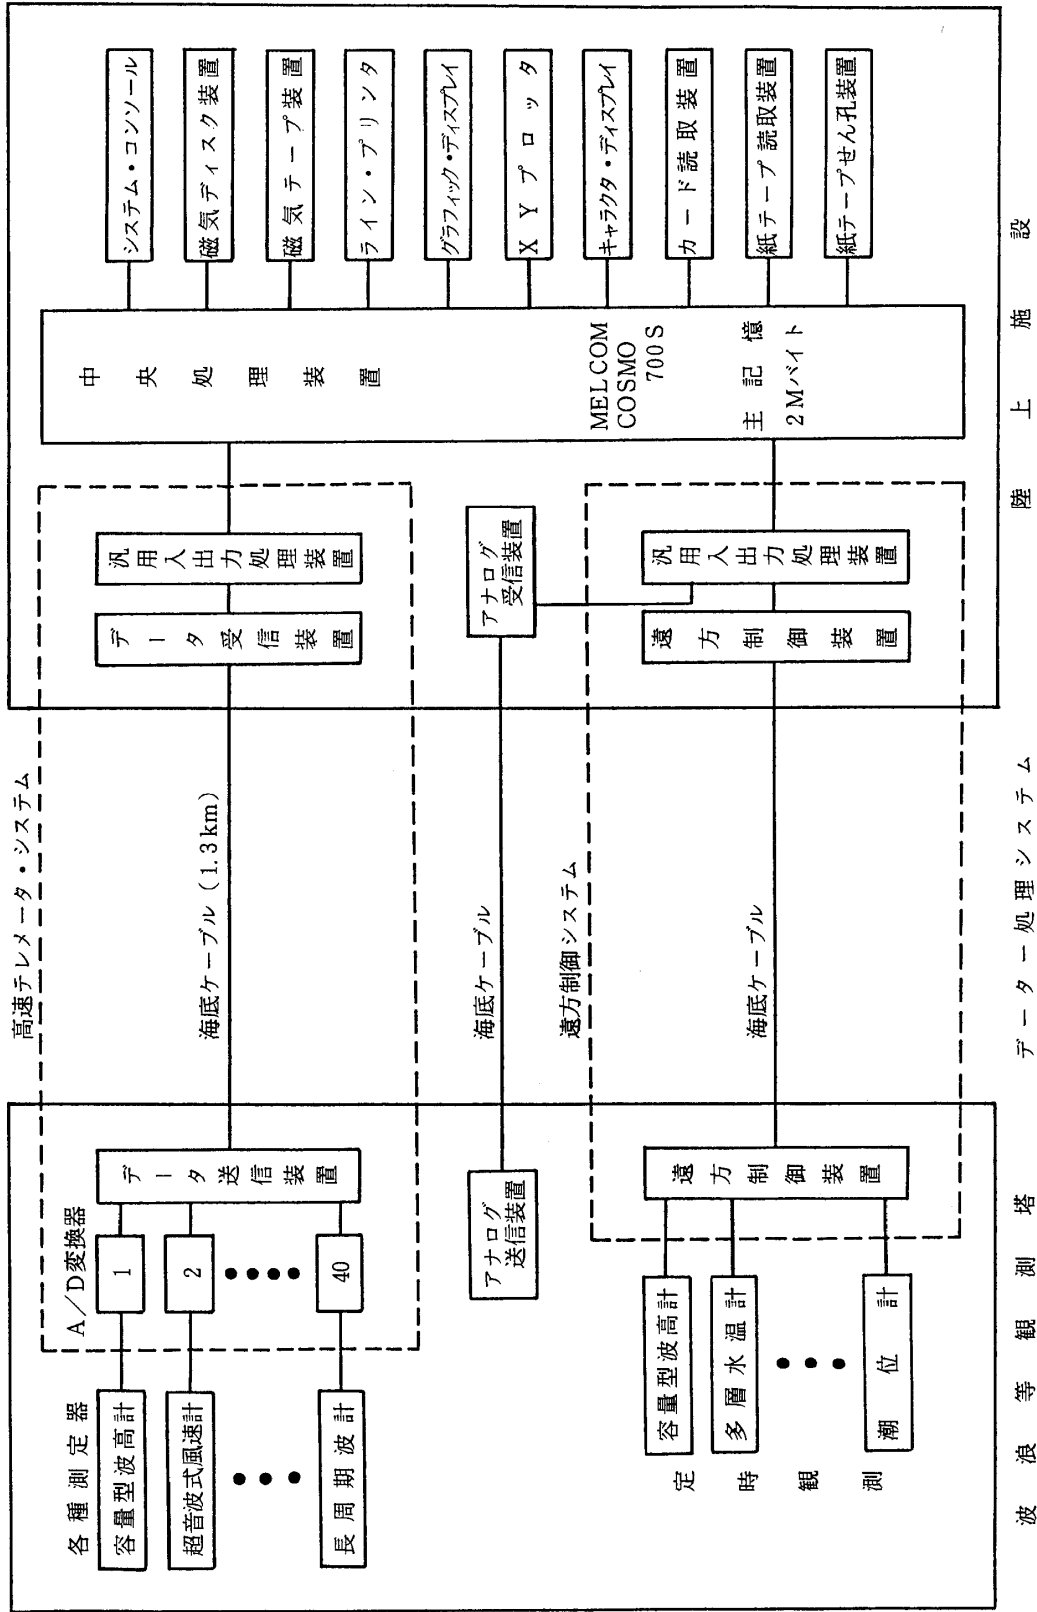 高速テレメータ・システム
各種測定器
A/D変換器
容量型波高計
1
超音波式風速計
2
長周期波計
40
データ送信装置
海底ケーブル（1.3km）
データ受信装置
汎用入出力処理装置
アナログ
送信装置
海底ケーブル
アナログ
受信装置
遠方制御システム
定時観測
容量型波高計
多層水温計
潮位計
遠方制御装置
海底ケーブル
遠方制御装置
汎用入出力処理装置
中央処理装置
MELCOM
COSMO
700S
主記憶
2Mバイト
システム・コンソール
磁気ディスク装置
磁気テープ装置
ライン・プリンタ
グラフィック・ディスプレイ
XYプロッタ
キャラクタ・ディスプレイ
カード読取装置
紙テープ読取装置
紙テープせん孔装置
波浪等観測塔
データー処理システム
陸上施設